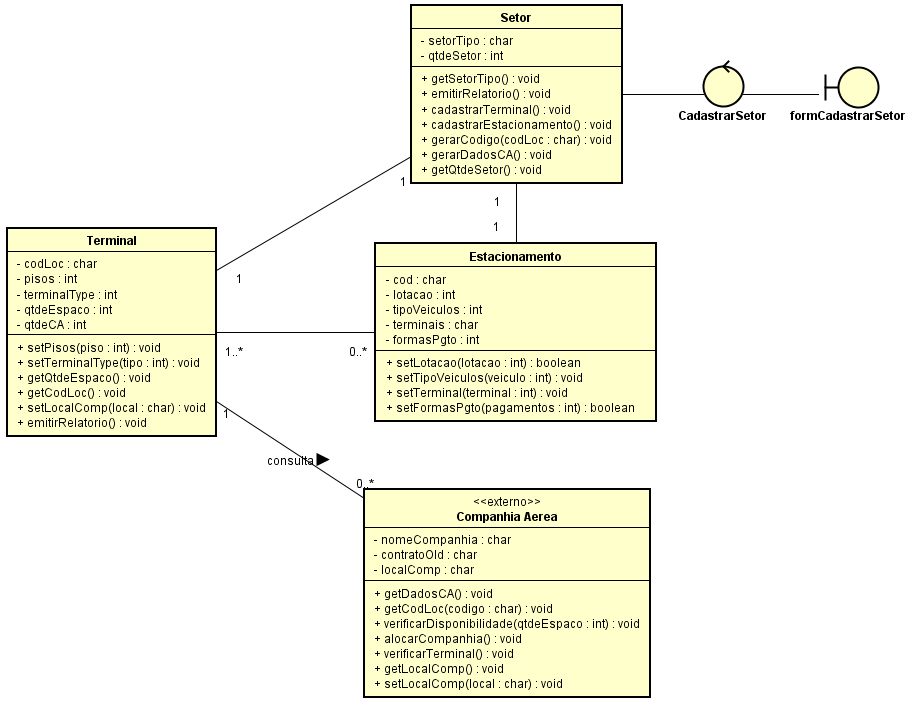 Setor
- setorTipo : char
- qtdeSetor : int
+ getSetorTipo() : void
+ emitirRelatorio() : void
+ cadastrarTerminal() : void
+ cadastrarEstacionamento() : void
+ gerarCodigo(codLoc : char) : void
+ gerarDadosCA() : void
+ getQtdeSetor() : void
CadastrarSetor
formCadastrarSetor
1
1
1
1
Terminal
- codLoc : char
- pisos : int
- terminalType : int
- qtdeEspaco : int
- qtdeCA : int
+ setPisos(piso : int) : void
+ setTerminalType(tipo : int) : void
+ getQtdeEspaco() : void
+ getCodLoc() : void
+ setLocalComp(local : char) : void
+ emitirRelatorio() : void
1..*
0..*
Estacionamento
- cod : char
- lotacao : int
- tipoVeiculos : int
- terminais : char
- formasPgto : int
+ setLotacao(lotacao : int) : boolean
+ setTipoVeiculos(veiculo : int) : void
+ setTerminal(terminal : int) : void
+ setFormasPgto(pagamentos : int) : boolean
1
consulta
0..*
<<externo>>
Companhia Aerea
- nomeCompanhia : char
- contratoOld : char
- localComp : char
+ getDadosCA() : void
+ getCodLoc(codigo : char) : void
+ verificarDisponibilidade(qtdeEspaco : int) : void
+ alocarCompanhia() : void
+ verificarTerminal() : void
+ getLocalComp() : void
+ setLocalComp(local : char) : void